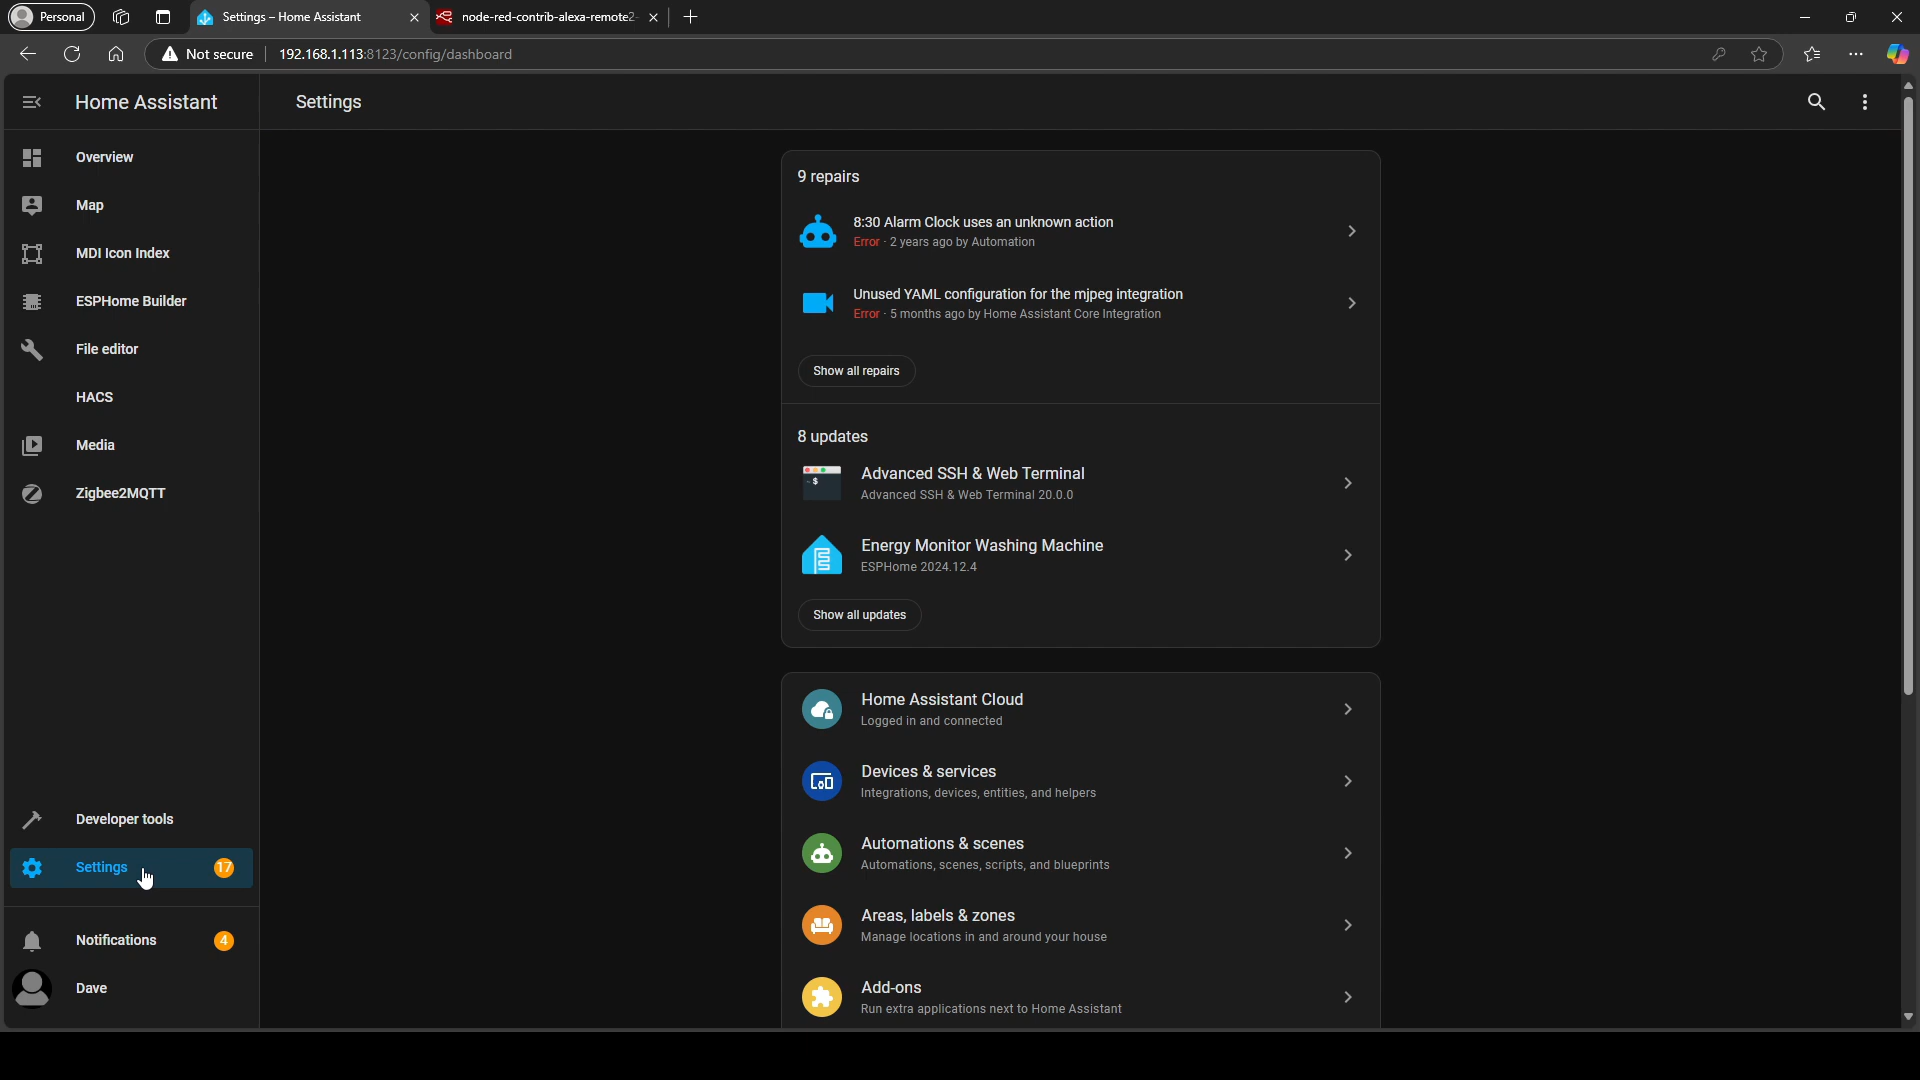 Personal
Settings – Home Assistant
node-red-contrib-alexa-remote2-
Not secure
192.168.1.113:8123/config/dashboard
Home Assistant
Settings
Overview
Map
MDI Icon Index
ESPHome Builder
File editor
HACS
Media
Zigbee2MQTT
Developer tools
Settings
17
Notifications
4
Dave
9 repairs
8:30 Alarm Clock uses an unknown action
Error · 2 years ago by Automation
Unused YAML configuration for the mjpeg integration
Error · 5 months ago by Home Assistant Core Integration
Show all repairs
8 updates
Advanced SSH & Web Terminal
Advanced SSH & Web Terminal 20.0.0
Energy Monitor Washing Machine
ESPHome 2024.12.4
Show all updates
Home Assistant Cloud
Logged in and connected
Devices & services
Integrations, devices, entities, and helpers
Automations & scenes
Automations, scenes, scripts, and blueprints
Areas, labels & zones
Manage locations in and around your house
Add-ons
Run extra applications next to Home Assistant